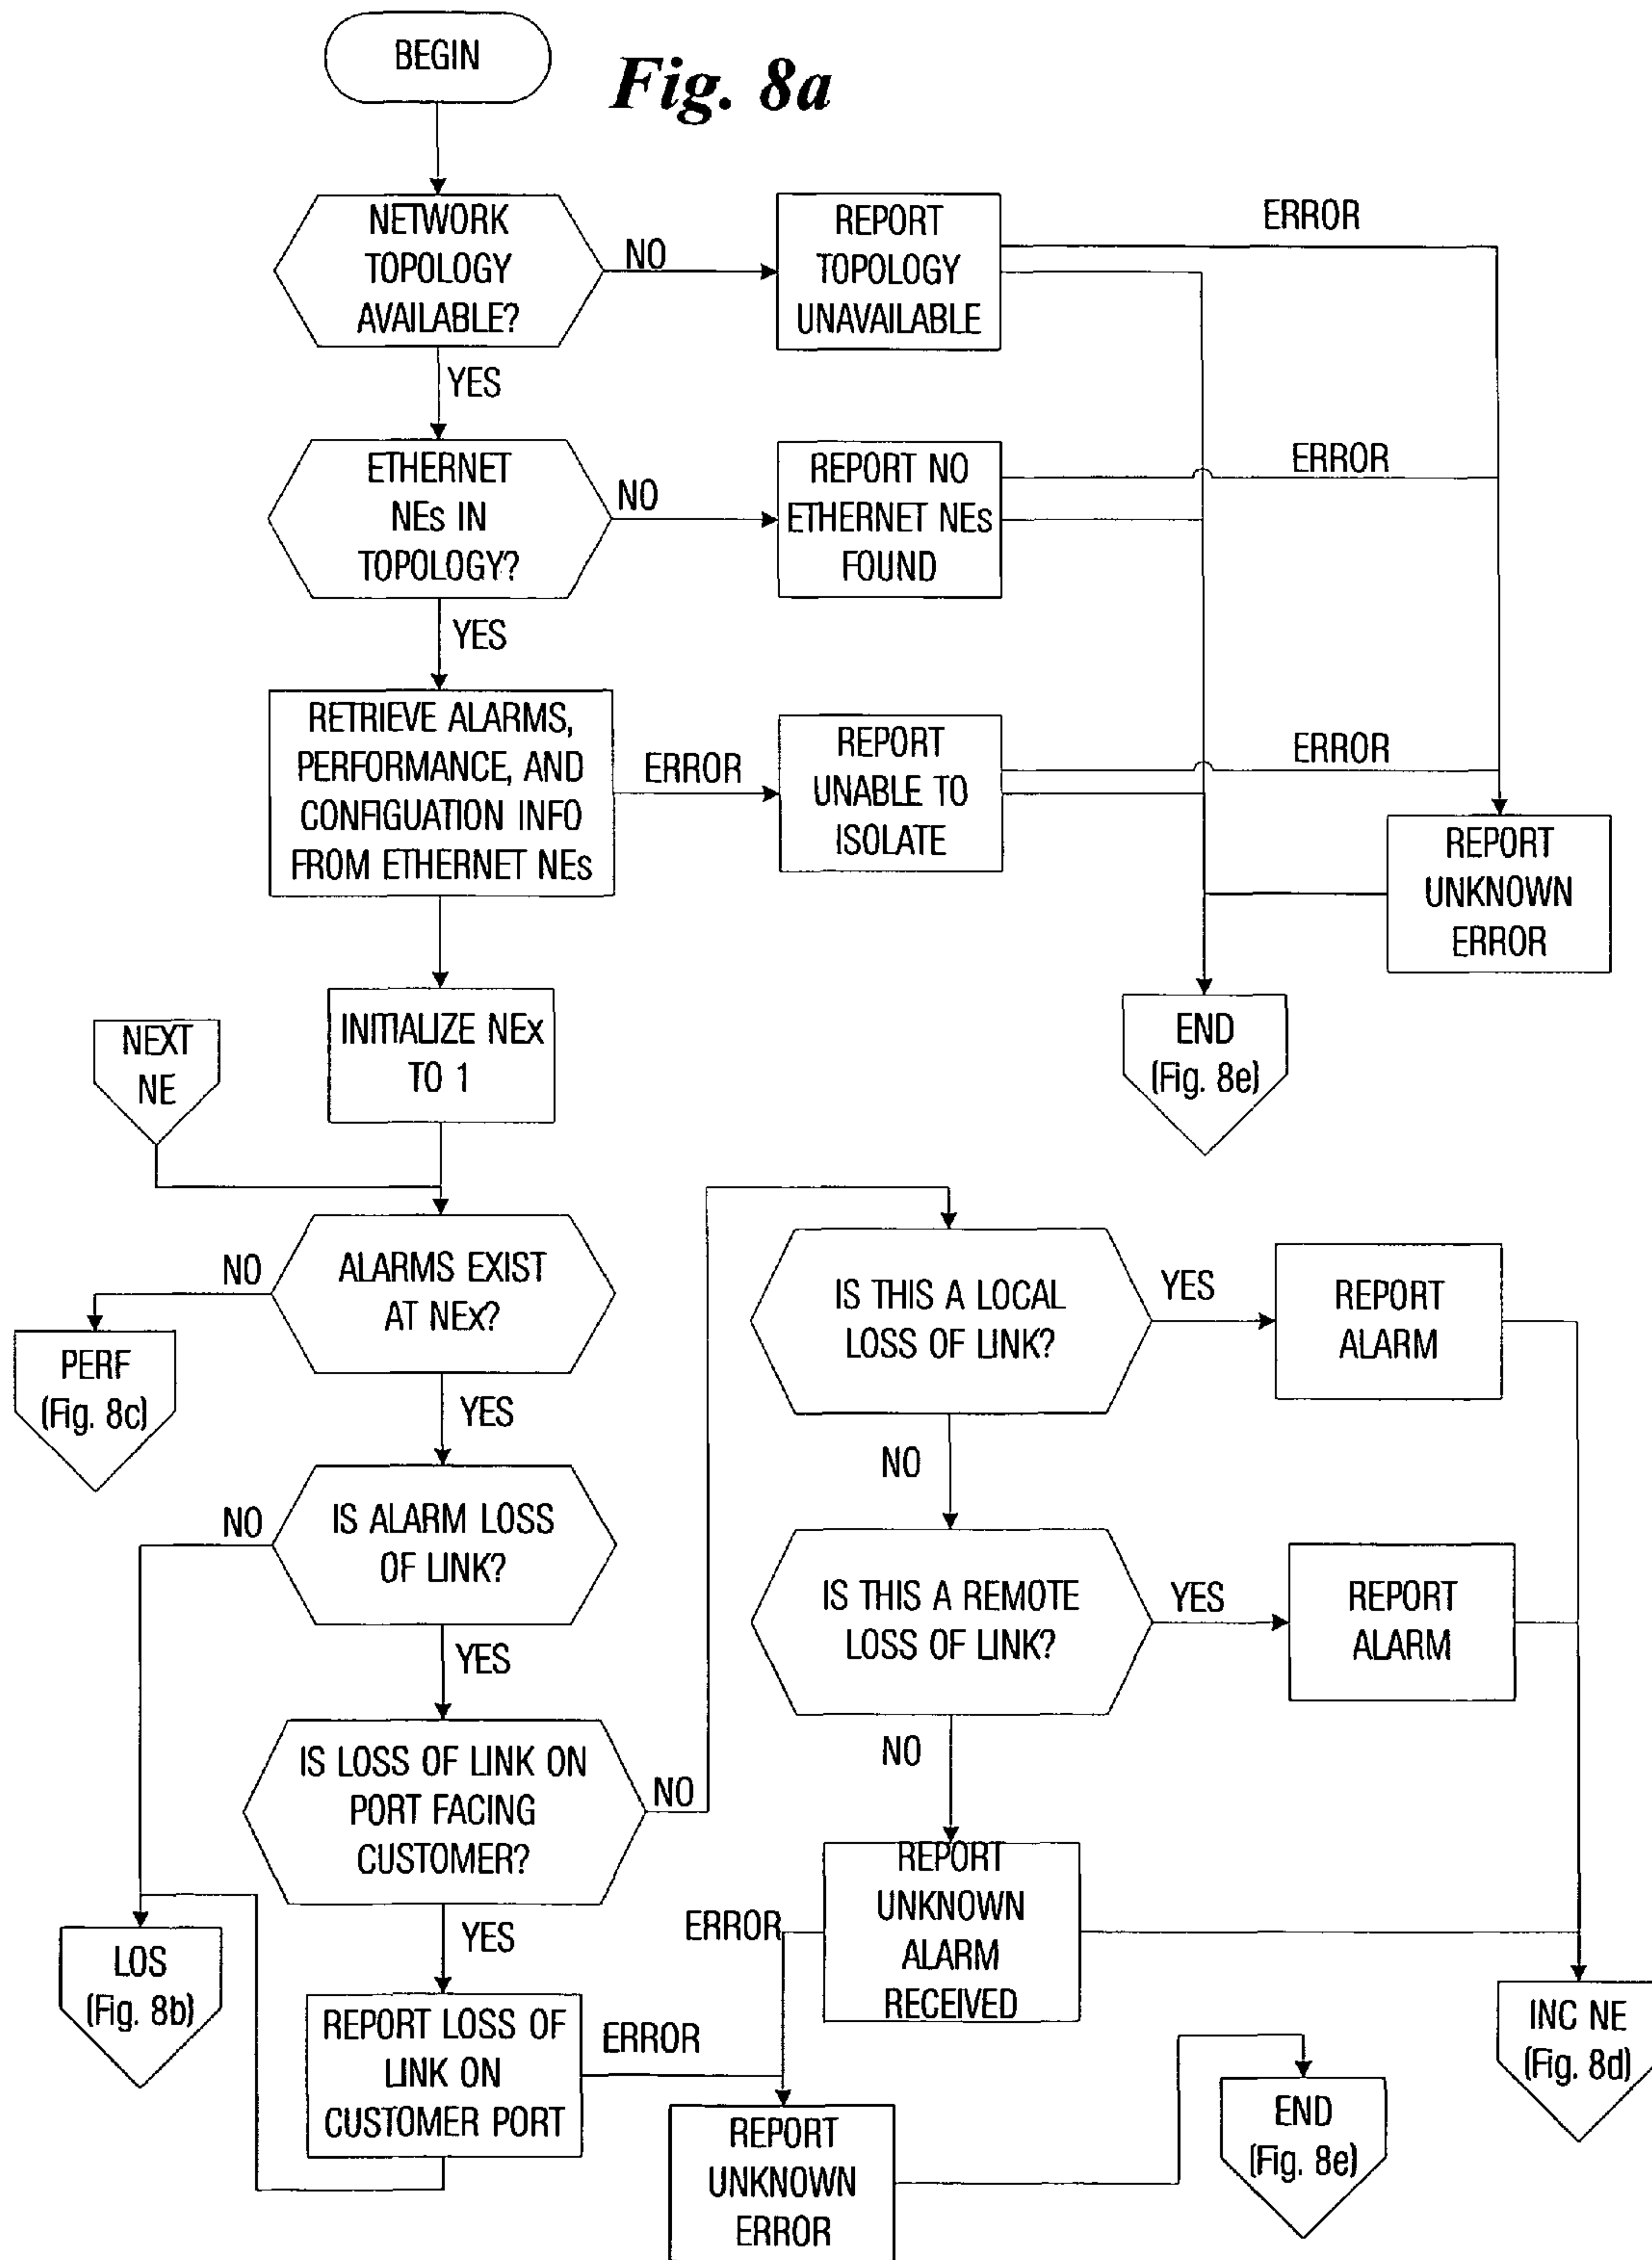 BEGIN
Fig. 8a
NETWORK
TOPOLOGY
AVAILABLE?
NO
REPORT
TOPOLOGY
UNAVAILABLE
ERROR
YES
ETHERNET
NEs IN
TOPOLOGY?
NO
REPORT NO
ETHERNET NEs
FOUND
ERROR
YES
RETRIEVE ALARMS,
PERFORMANCE, AND
CONFIGUATION INFO
FROM ETHERNET NEs
ERROR
REPORT
UNABLE TO
ISOLATE
ERROR
REPORT
UNKNOWN
ERROR
END
(Fig. 8e)
NEXT
NE
INITIALIZE NEx
TO 1
ALARMS EXIST
AT NEx?
NO
PERF
(Fig. 8c)
YES
IS ALARM LOSS
OF LINK?
NO
YES
IS LOSS OF LINK ON
PORT FACING
CUSTOMER?
NO
YES
LOS
(Fig. 8b)
REPORT LOSS OF
LINK ON
CUSTOMER PORT
ERROR
IS THIS A LOCAL
LOSS OF LINK?
YES
REPORT
ALARM
NO
IS THIS A REMOTE
LOSS OF LINK?
YES
REPORT
ALARM
NO
REPORT
UNKNOWN
ALARM
RECEIVED
ERROR
INC NE
(Fig. 8d)
REPORT
UNKNOWN
ERROR
END
(Fig. 8e)